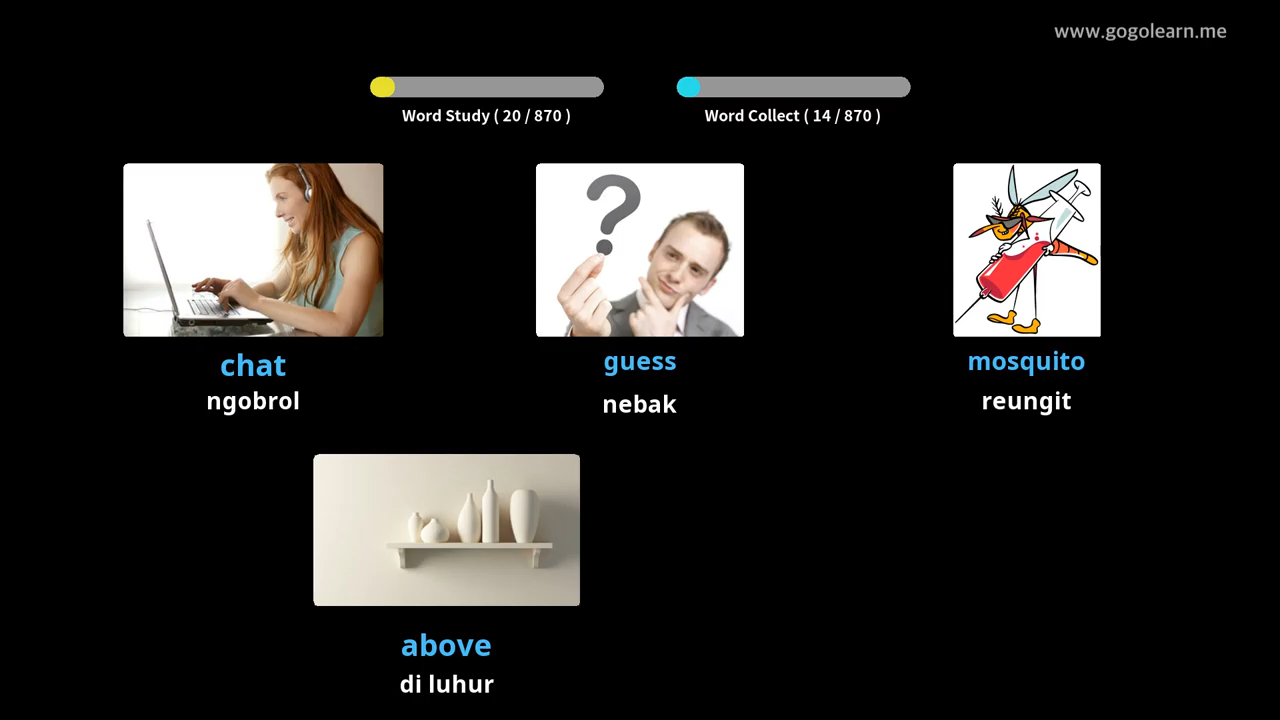 www.gogolearn.me
Word Study ( 20 / 870 )
Word Collect ( 14 / 870 )
chat
ngobrol
guess
nebak
mosquito
reungit
above
di luhur